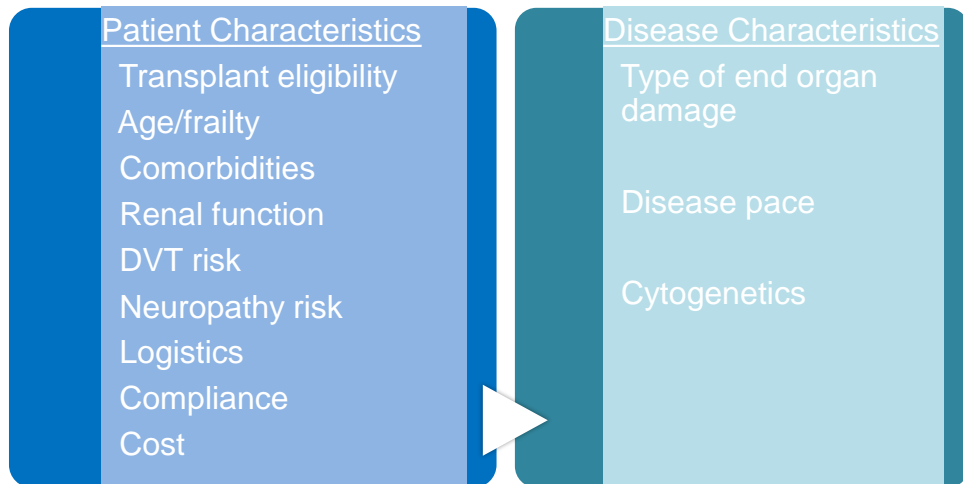 Patient Characteristics
Transplant eligibility
Age/frailty
Comorbidities
Renal function
DVT risk
Neuropathy risk
Logistics
Compliance
Cost
Disease Characteristics
Type of end organ
damage
Disease pace
Cytogenetics